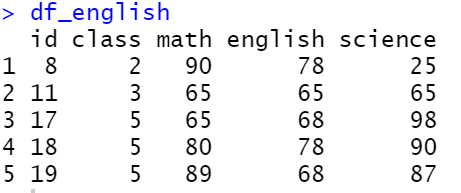 > df_english
id class math english science
1 8 2 90 78 25
2 11 3 65 65 65
3 17 5 65 68 98
4 18 5 80 78 90
5 19 5 89 68 87